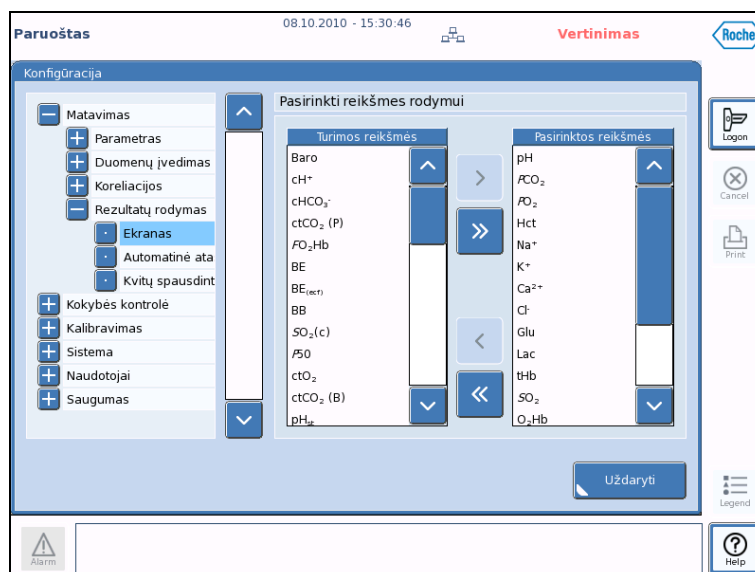 Paruoštas
08.10.2010 - 15:30:46
Vertinimas
Roche
Konfigūracija
Matavimas
Parametras
Duomenų įvedimas
Koreliacijos
Rezultatų rodymas
Ekranas
Automatinė ata
Kvitų spausdint
Kokybės kontrolė
Kalibravimas
Sistema
Naudotojai
Saugumas
Pasirinkti reikšmes rodymui
Turimos reikšmės
Baro
cH⁺
cHCO₃⁻
ctCO₂ (P)
FO₂Hb
BE
BE(ecf)
BB
SO₂(c)
P50
ctO₂
ctCO₂ (B)
pHst
Pasirinktos reikšmės
pH
PCO₂
PO₂
Hct
Na⁺
K⁺
Ca²⁺
Cl⁻
Glu
Lac
tHb
SO₂
O₂Hb
Uždaryti
Logon
Cancel
Print
Legend
Help
Alarm